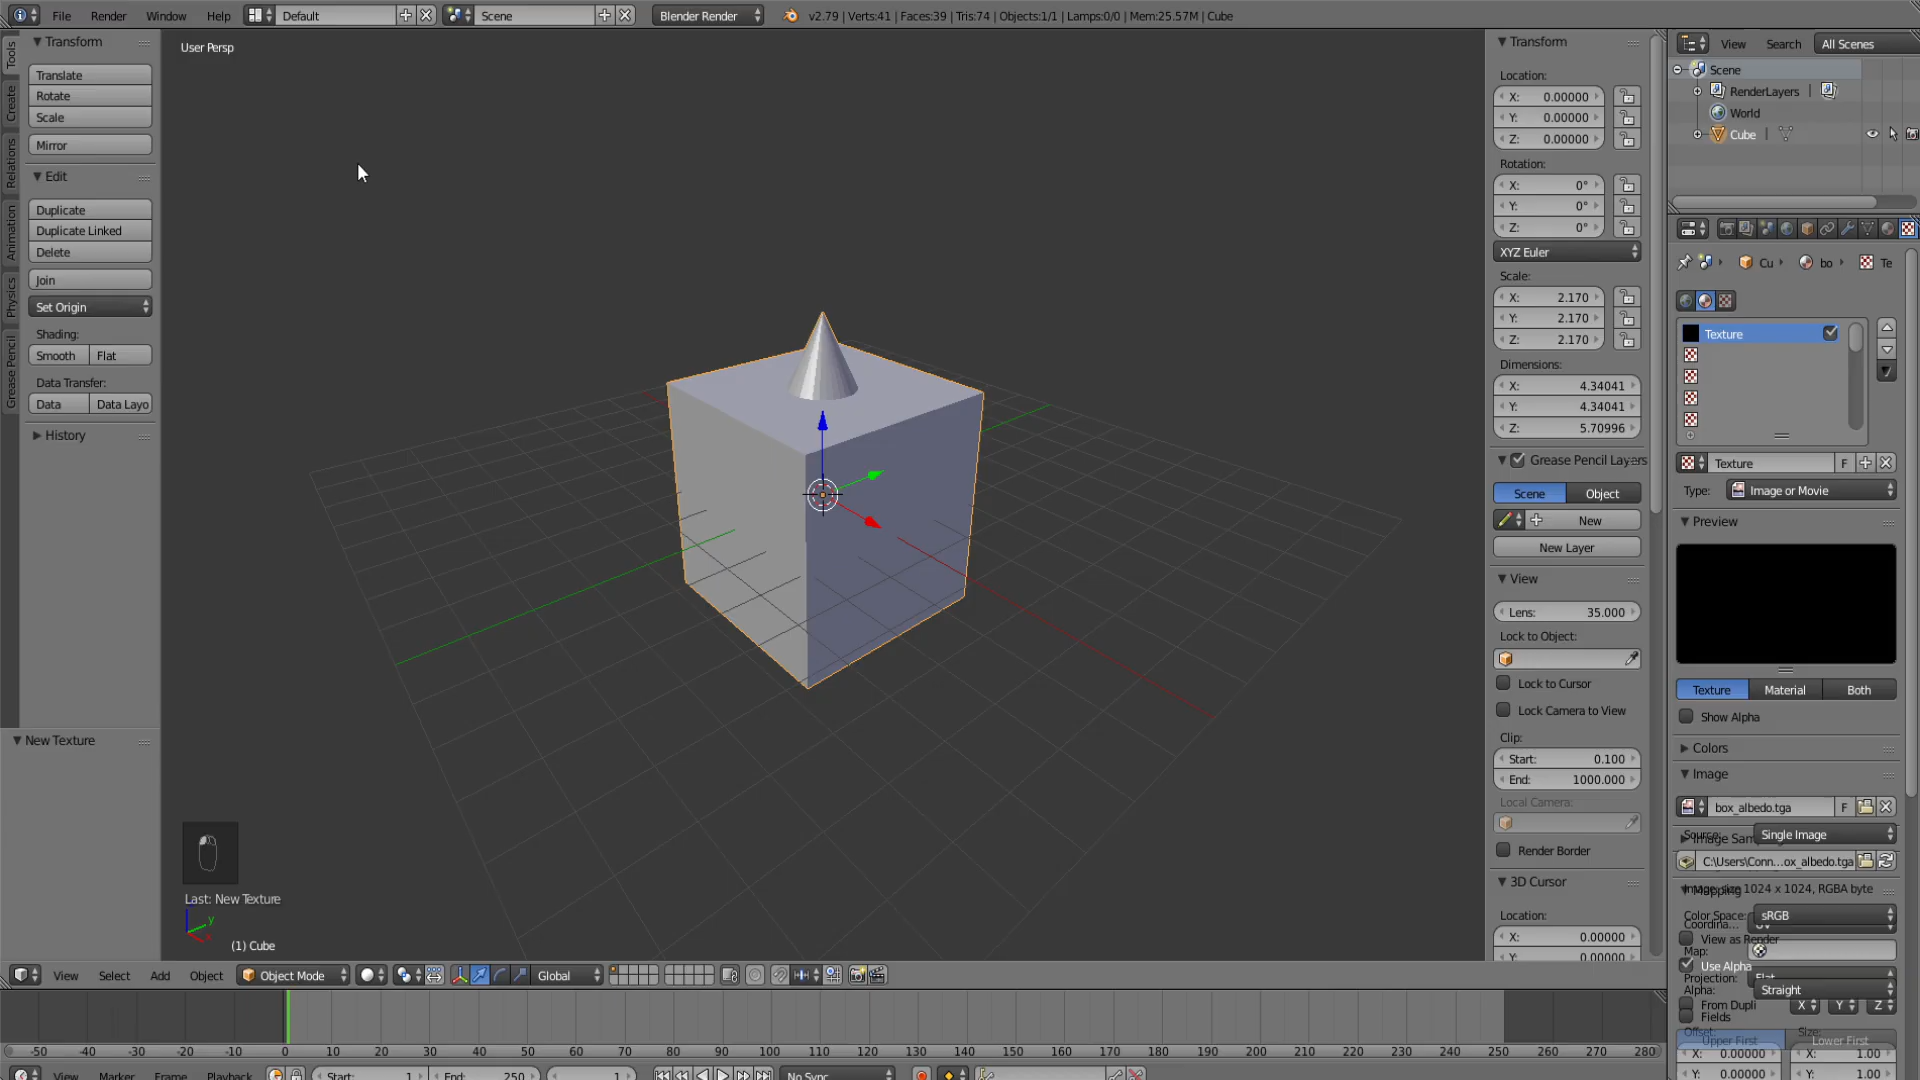 File Render Window Help Default Scene Blender Render v2.79 | Verts:41 | Faces:39 | Tris:74 | Objects:1/1 | Lamps:0/0 | Mem:25.57M | Cube
Tools
Create
Relations
Animation
Physics
Grease Pencil
Transform
Translate
Rotate
Scale
Mirror
Edit
Duplicate
Duplicate Linked
Delete
Join
Set Origin
Shading:
Smooth Flat
Data Transfer:
Data Data Layo
History
New Texture
User Persp
Last: New Texture
(1) Cube
Transform
Location:
X: 0.00000
Y: 0.00000
Z: 0.00000
Rotation:
X: 0°
Y: 0°
Z: 0°
XYZ Euler
Scale:
X: 2.170
Y: 2.170
Z: 2.170
Dimensions:
X: 4.34041
Y: 4.34041
Z: 5.70996
Grease Pencil Layers
Scene Object
New
New Layer
View
Lens: 35.000
Lock to Object:
Lock to Cursor
Lock Camera to View
Clip:
Start: 0.100
End: 1000.000
Local Camera:
Render Border
3D Cursor
Location:
X: 0.00000
Y: 0.00000
View Search All Scenes
Scene
RenderLayers
World
Cube
Cu bo Te
Texture
Texture F
Type: Image or Movie
Preview
Texture Material Both
Show Alpha
Colors
Image
box_albedo.tga F
Source: Single Image
Image Sam
C:\Users\Conn...ox_albedo.tga
Mapping size 1024 x 1024, RGBA byte
Color Space: sRGB
Coordina...
View as Render
Map:
Use Alpha
Projection: Flat
Alpha: Straight
From Dupli X Y Z
Fields
Offset: Size:
Upper First Lower First
X: 0.00000 X: 1.00
Y: 0.00000 Y: 1.00
View Select Add Object Object Mode Global
-50 -40 -30 -20 -10 0 10 20 30 40 50 60 70 80 90 100 110 120 130 140 150 160 170 180 190 200 210 220 230 240 250 260 270 280
View Marker Frame Playback Start: 1 End: 250 1 No Sync